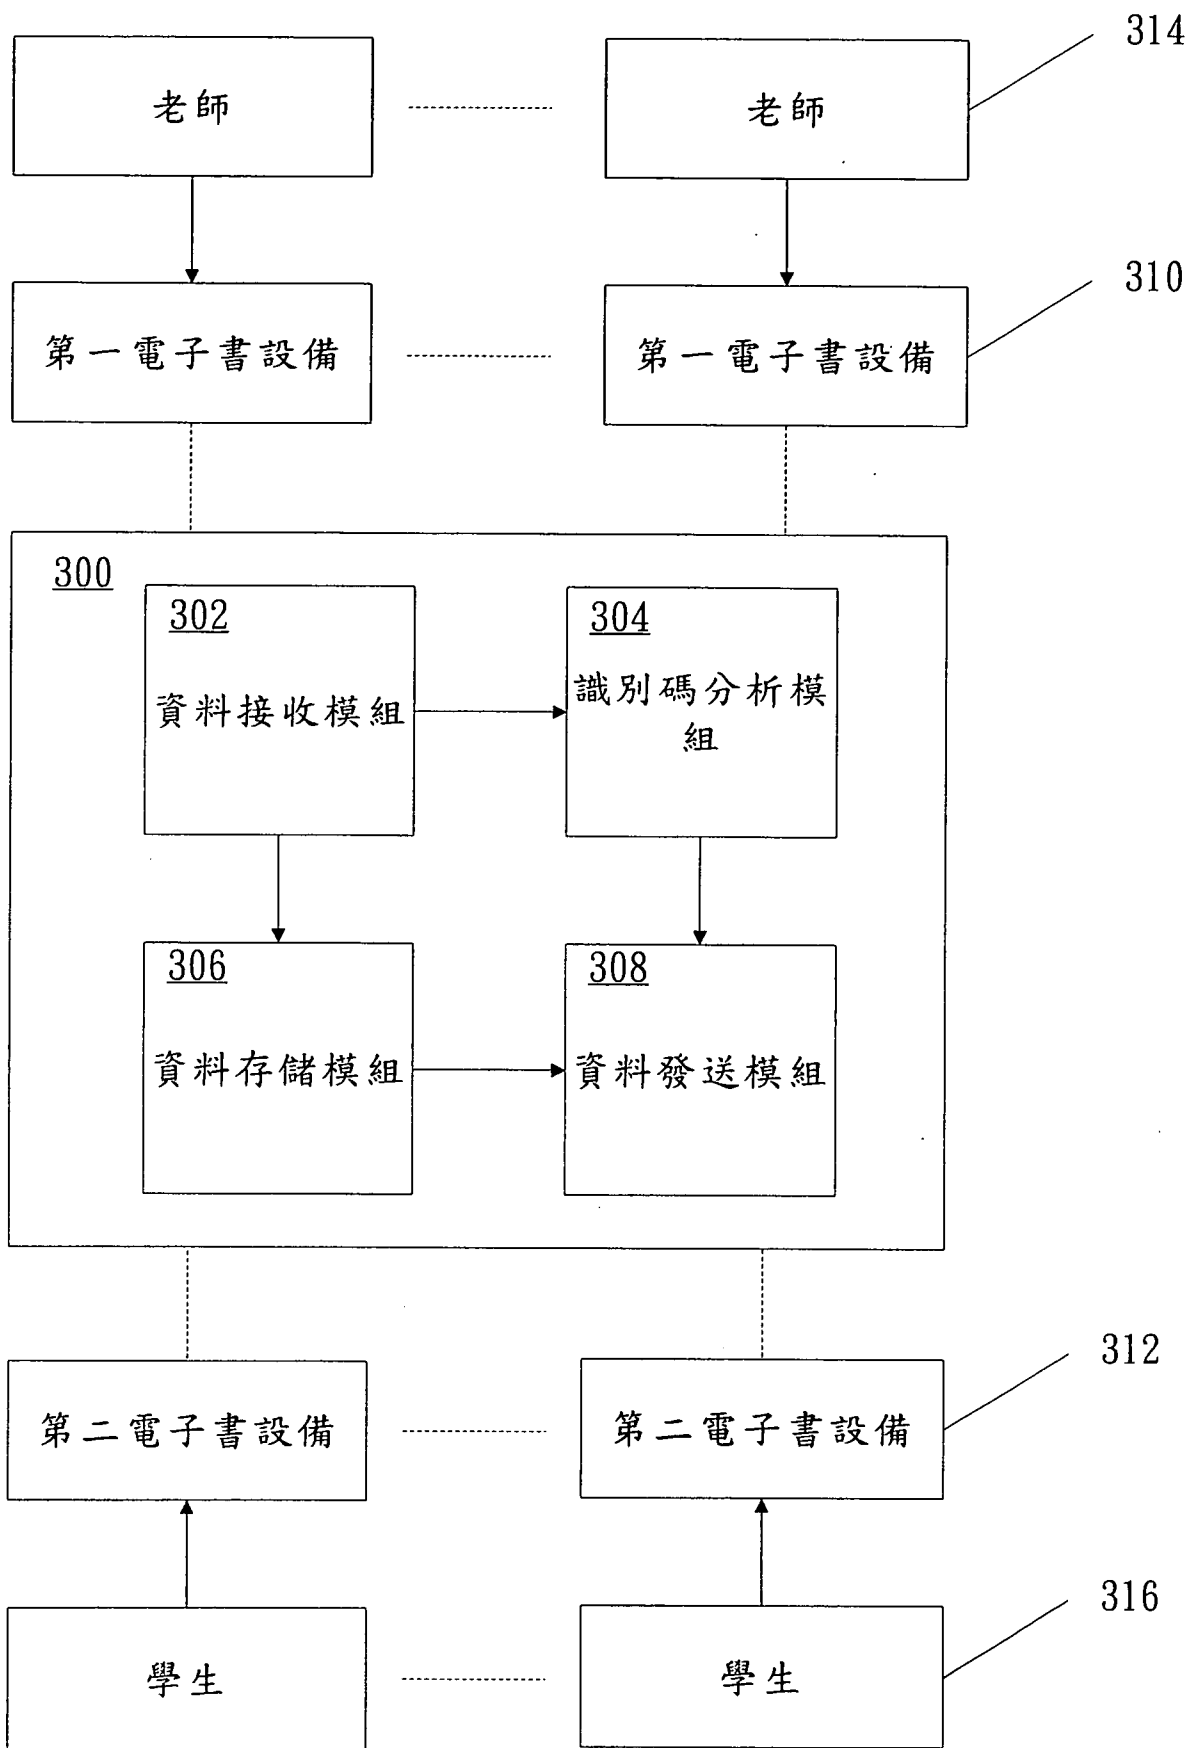 314
老師
老師
310
第一電子書設備
第一電子書設備
300
302
資料接收模組
304
識別碼分析模
組
306
資料存儲模組
308
資料發送模組
312
第二電子書設備
第二電子書設備
316
學生
學生